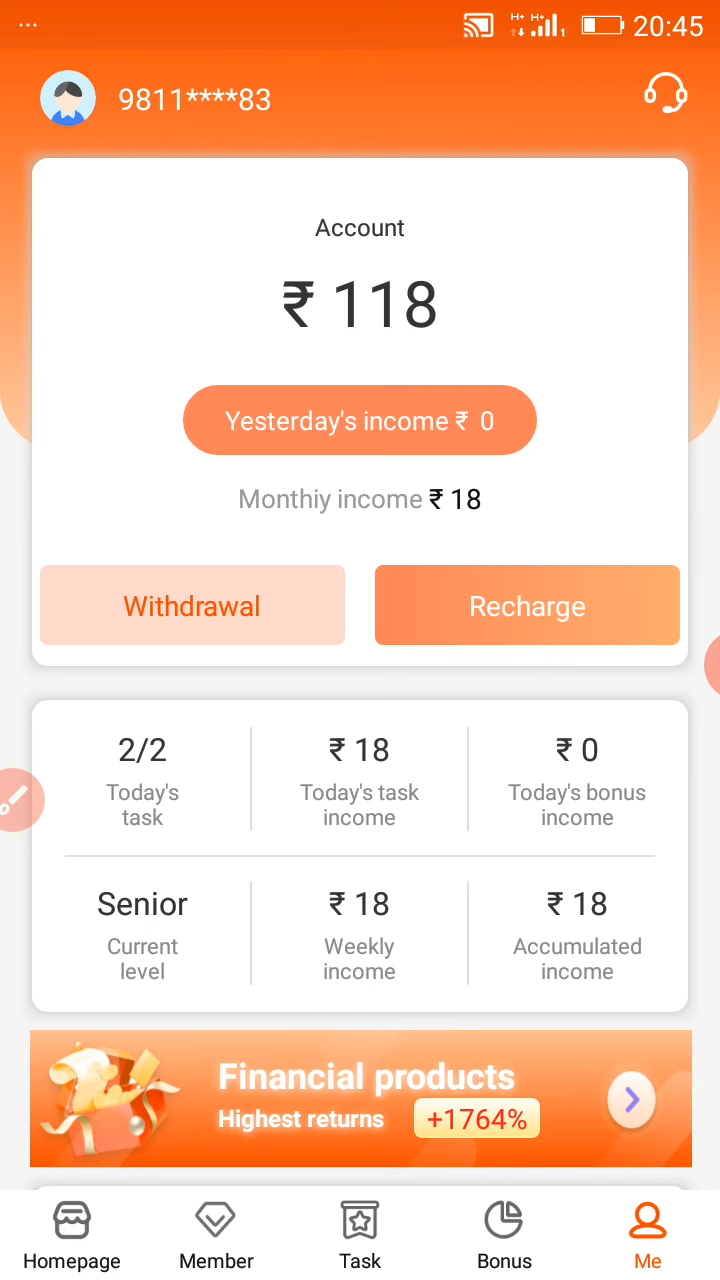 ...
H+ H+ 1 20:45
9811****83
Account
₹ 118
Yesterday's income ₹ 0
Monthiy income ₹ 18
Withdrawal
Recharge
2/2
Today's
task
₹ 18
Today's task
income
₹ 0
Today's bonus
income
Senior
Current
level
₹ 18
Weekly
income
₹ 18
Accumulated
income
Financial products
Highest returns +1764%
Homepage
Member
Task
Bonus
Me